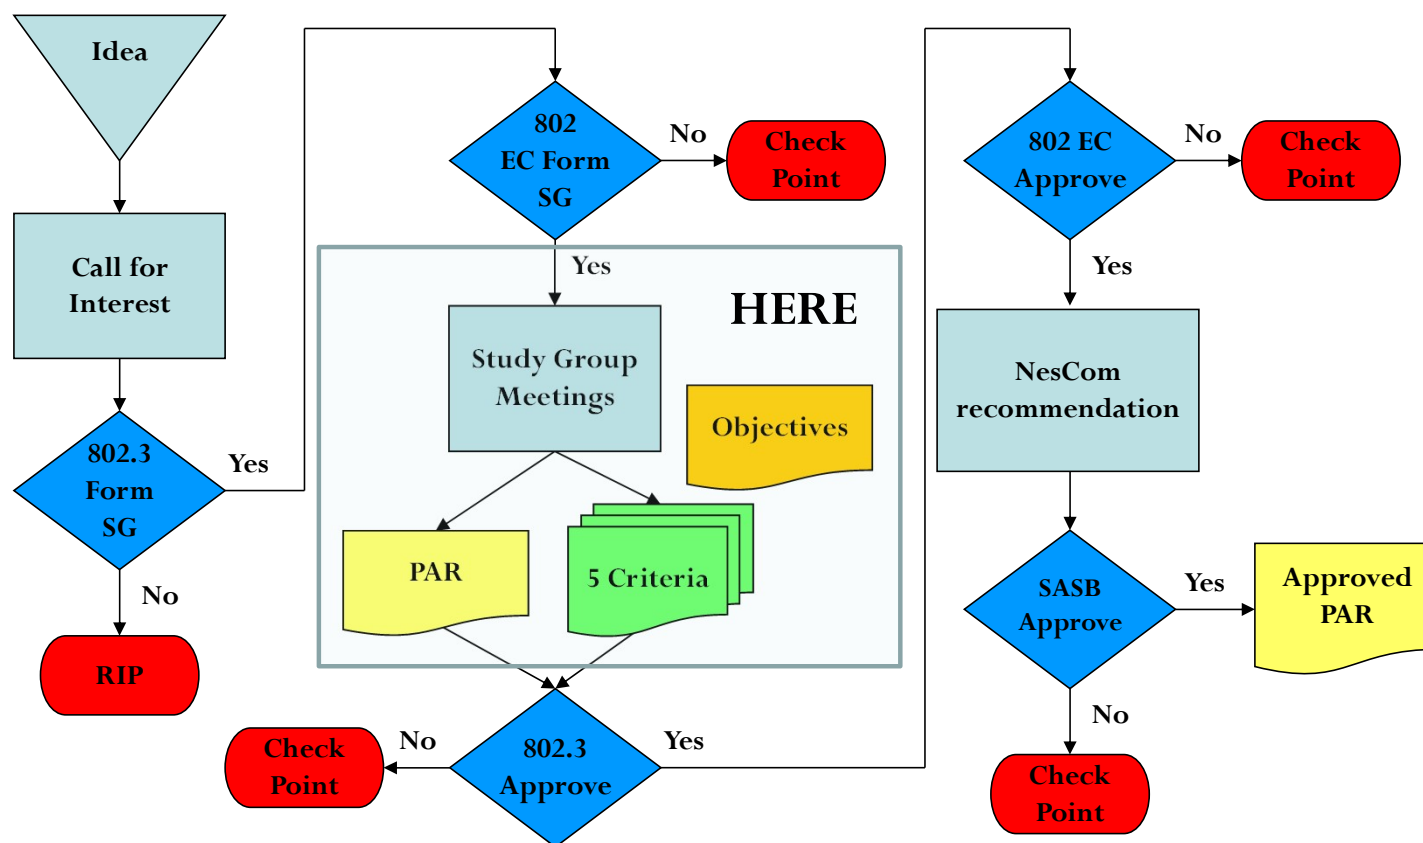 Idea
Call for
Interest
802.3
Form
SG
Yes
No
RIP
802
EC Form
SG
No
Check
Point
Yes
HERE
Study Group
Meetings
Objectives
PAR
5 Criteria
802.3
Approve
No
Check
Point
Yes
802 EC
Approve
No
Check
Point
Yes
NesCom
recommendation
SASB
Approve
Yes
Approved
PAR
No
Check
Point